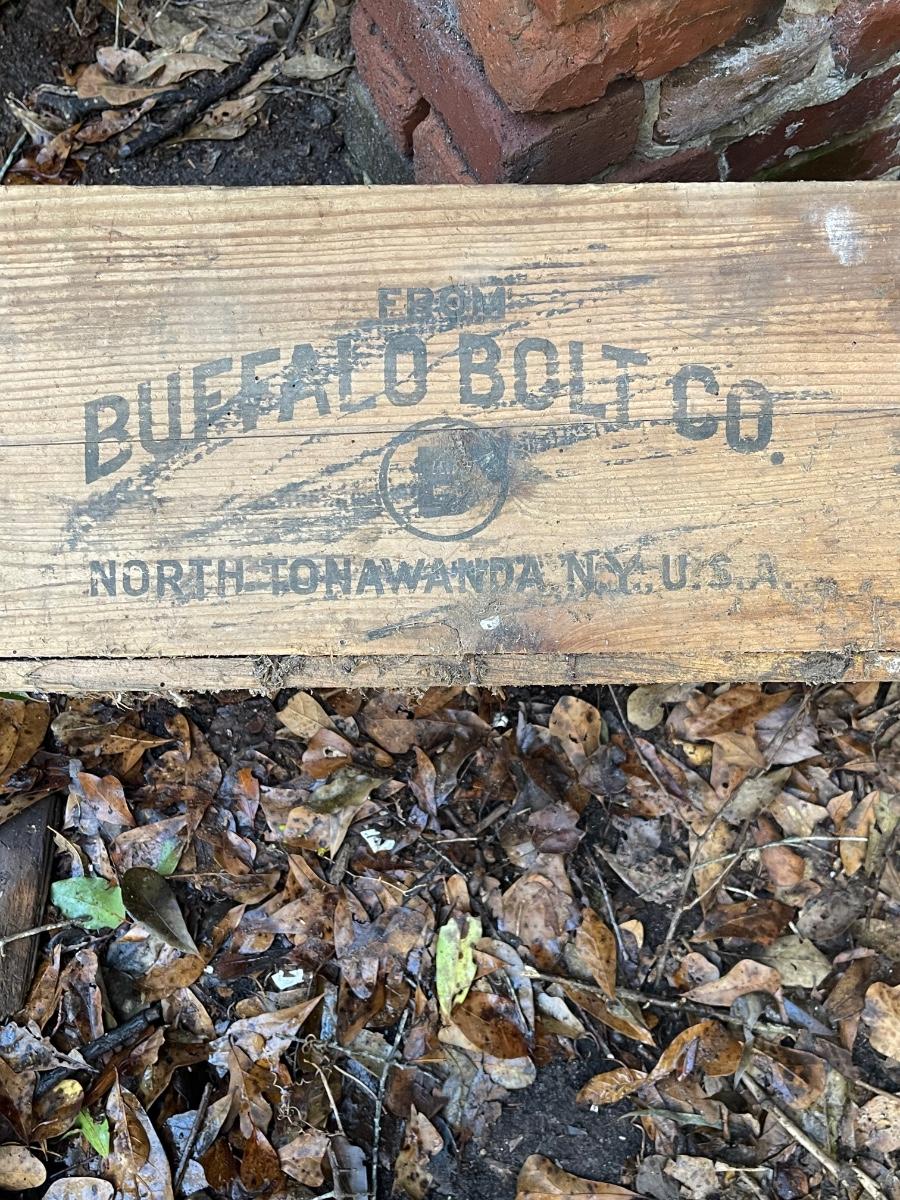 FROM
BUFFALO BOLT CO.
B
NORTH TONAWANDA, N.Y., U.S.A.